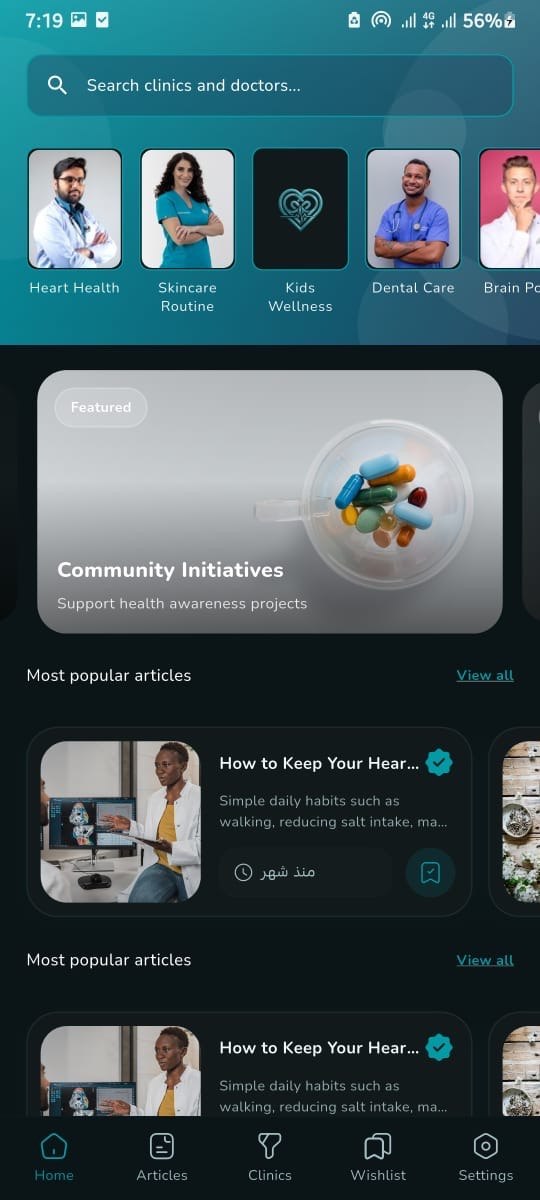 7:19
4G
56%
Search clinics and doctors...
Heart Health
Skincare
Routine
Kids
Wellness
Dental Care
Brain Po
Featured
Community Initiatives
Support health awareness projects
Most popular articles
View all
How to Keep Your Hear...
Simple daily habits such as
walking, reducing salt intake, ma...
منذ شهر
Most popular articles
View all
How to Keep Your Hear...
Simple daily habits such as
walking, reducing salt intake, ma...
Home
Articles
Clinics
Wishlist
Settings